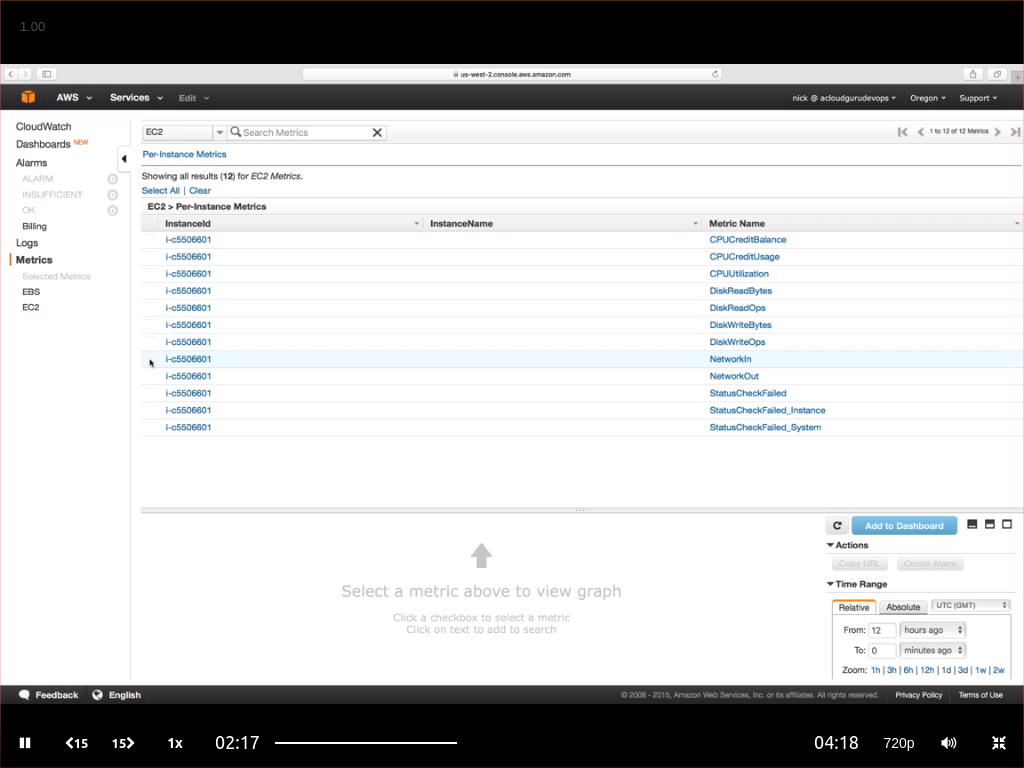 1.00
us-west-2.console.aws.amazon.com
AWS Services Edit nick @ acloudgurudevops Oregon Support
CloudWatch
Dashboards NEW
Alarms
ALARM 0
INSUFFICIENT 0
OK 0
Billing
Logs
Metrics
Selected Metrics
EBS
EC2
EC2 Search Metrics 1 to 12 of 12 Metrics
Per-Instance Metrics
Showing all results (12) for EC2 Metrics.
Select All | Clear
EC2 > Per-Instance Metrics
InstanceId InstanceName Metric Name
i-c5506601 CPUCreditBalance
i-c5506601 CPUCreditUsage
i-c5506601 CPUUtilization
i-c5506601 DiskReadBytes
i-c5506601 DiskReadOps
i-c5506601 DiskWriteBytes
i-c5506601 DiskWriteOps
i-c5506601 NetworkIn
i-c5506601 NetworkOut
i-c5506601 StatusCheckFailed
i-c5506601 StatusCheckFailed_Instance
i-c5506601 StatusCheckFailed_System
Select a metric above to view graph
Click a checkbox to select a metric
Click on text to add to search
Add to Dashboard
Actions
Copy URL Create Alarm
Time Range
Relative Absolute UTC (GMT)
From: 12 hours ago
To: 0 minutes ago
Zoom: 1h | 3h | 6h | 12h | 1d | 3d | 1w | 2w
Feedback English © 2008 - 2015, Amazon Web Services, Inc. or its affiliates. All rights reserved. Privacy Policy Terms of Use
15 15 1x 02:17 04:18 720p